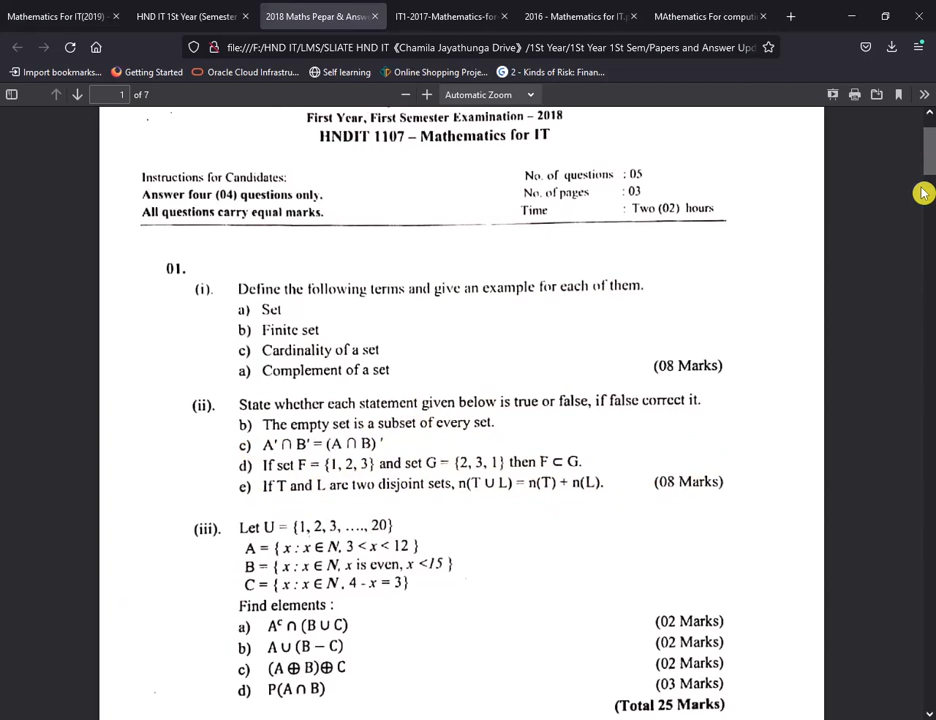 Mathematics For IT(2019)
HND IT 1St Year (Semester
2018 Maths Pepar & Answ
IT1-2017-Mathematics-for-
2016 - Mathematics for IT.p
MAthematics For computi
file:///F:/HND IT/LMS/SLIATE HND IT《Chamila Jayathunga Drive》/1St Year/1St Year 1St Sem/Papers and Answer Upd
Import bookmarks...
Getting Started
Oracle Cloud Infrastru...
Self learning
Online Shopping Proje...
2 - Kinds of Risk: Finan...
1 of 7
Automatic Zoom
First Year, First Semester Examination – 2018
HNDIT 1107 – Mathematics for IT
Instructions for Candidates:
Answer four (04) questions only.
All questions carry equal marks.
No. of questions : 05
No. of pages : 03
Time : Two (02) hours
01.
(i). Define the following terms and give an example for each of them.
a) Set
b) Finite set
c) Cardinality of a set
a) Complement of a set (08 Marks)
(ii). State whether each statement given below is true or false, if false correct it.
b) The empty set is a subset of every set.
c) A′ ∩ B′ = (A ∩ B) ′
d) If set F = {1, 2, 3} and set G = {2, 3, 1} then F ⊂ G.
e) If T and L are two disjoint sets, n(T ∪ L) = n(T) + n(L). (08 Marks)
(iii). Let U = {1, 2, 3, ...., 20}
A = { x : x ∈ N, 3 < x < 12 }
B = { x : x ∈ N, x is even, x <15 }
C = { x : x ∈ N, 4 - x = 3}
Find elements :
a) Aᶜ ∩ (B ∪ C) (02 Marks)
b) A ∪ (B – C) (02 Marks)
c) (A ⊕ B)⊕ C (02 Marks)
d) P(A ∩ B) (03 Marks)
(Total 25 Marks)